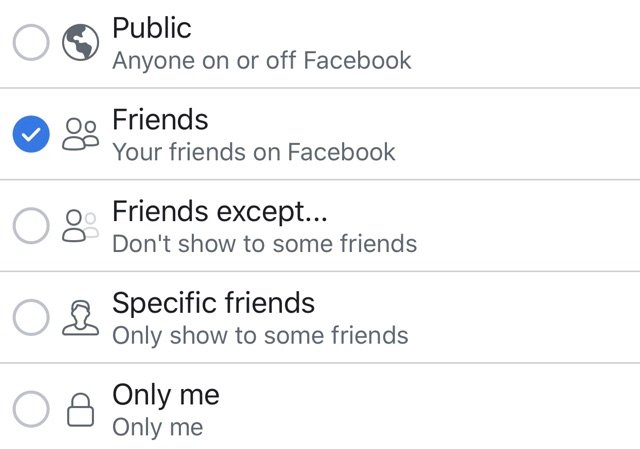 Public
Anyone on or off Facebook
Friends
Your friends on Facebook
Friends except...
Don't show to some friends
Specific friends
Only show to some friends
Only me
Only me